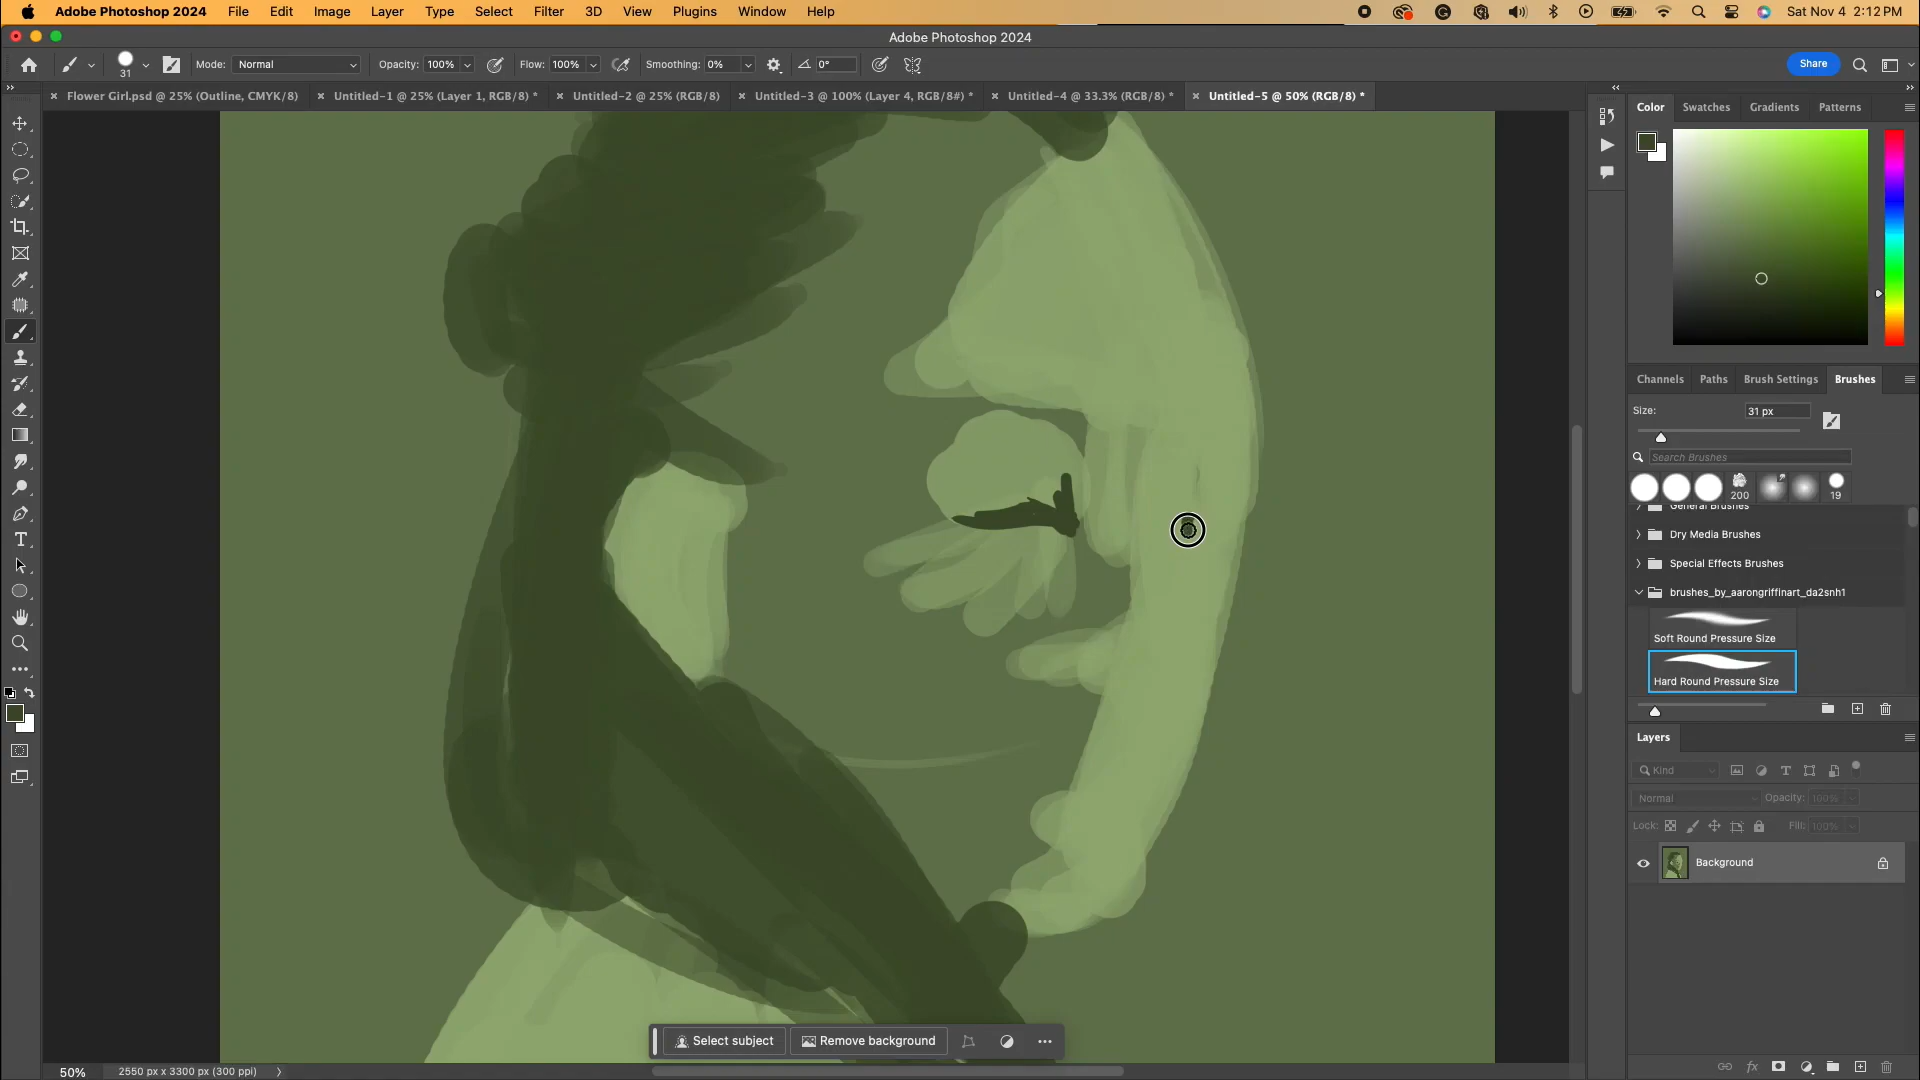 Adobe Photoshop 2024 File Edit Image Layer Type Select Filter 3D View Plugins Window Help Sat Nov 4 2:12 PM
Adobe Photoshop 2024
31 Mode: Normal Opacity: 100% Flow: 100% Smoothing: 0% 0° Share
Flower Girl.psd @ 25% (Outline, CMYK/8) Untitled-1 @ 25% (Layer 1, RGB/8) * Untitled-2 @ 25% (RGB/8) Untitled-3 @ 100% (Layer 4, RGB/8#) * Untitled-4 @ 33.3% (RGB/8) * Untitled-5 @ 50% (RGB/8) *
Color Swatches Gradients Patterns
Channels Paths Brush Settings Brushes
Size: 31 px
Search Brushes
200 19
General Brushes
Dry Media Brushes
Special Effects Brushes
brushes_by_aarongriffinart_da2snh1
Soft Round Pressure Size
Hard Round Pressure Size
Layers
Kind
Normal Opacity: 100%
Lock: Fill: 100%
Background
Select subject Remove background
50% 2550 px x 3300 px (300 ppi)